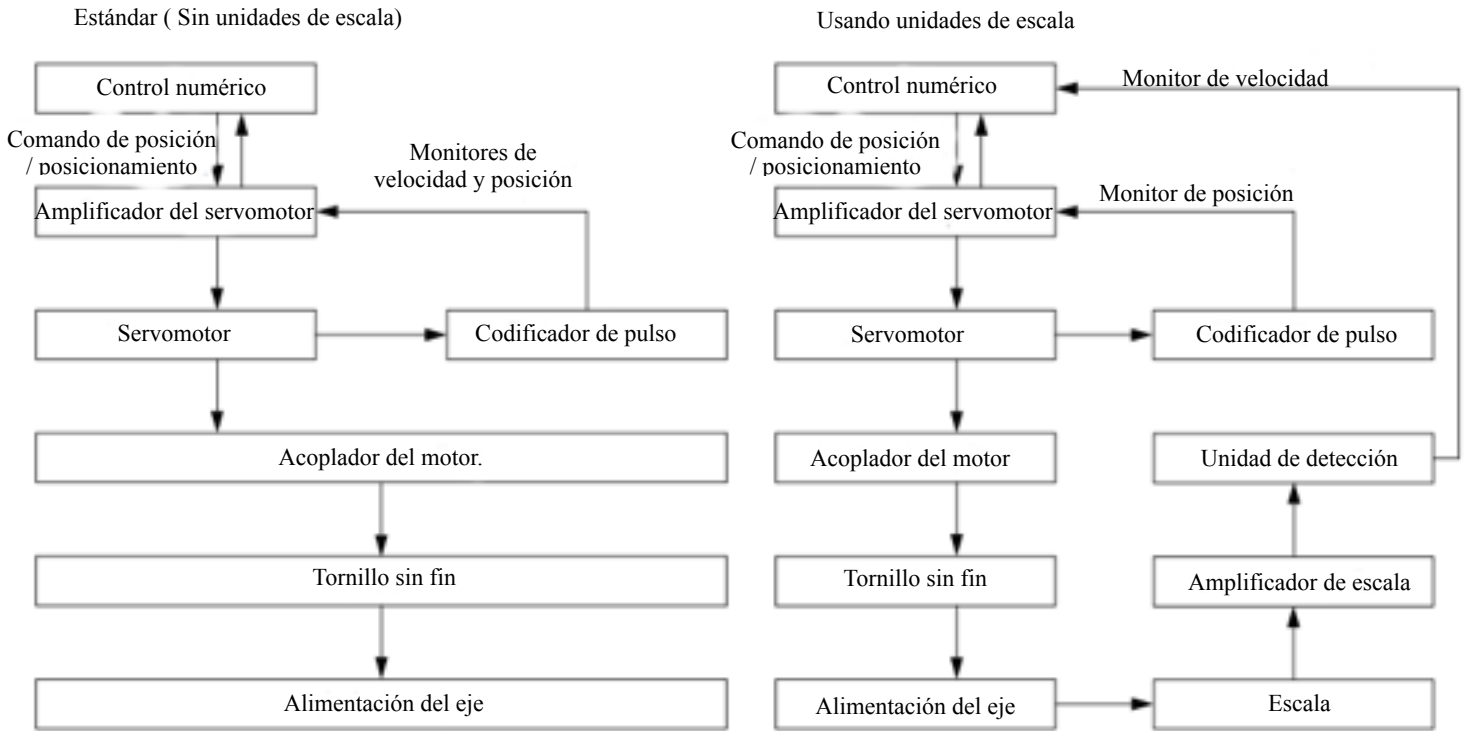 Estándar ( Sin unidades de escala)
Control numérico
Comando de posición
/ posicionamiento
Monitores de
velocidad y posición
Amplificador del servomotor
Servomotor
Codificador de pulso
Acoplador del motor.
Tornillo sin fin
Alimentación del eje
Usando unidades de escala
Control numérico
Monitor de velocidad
Comando de posición
/ posicionamiento
Amplificador del servomotor
Monitor de posición
Servomotor
Codificador de pulso
Acoplador del motor
Unidad de detección
Tornillo sin fin
Amplificador de escala
Alimentación del eje
Escala